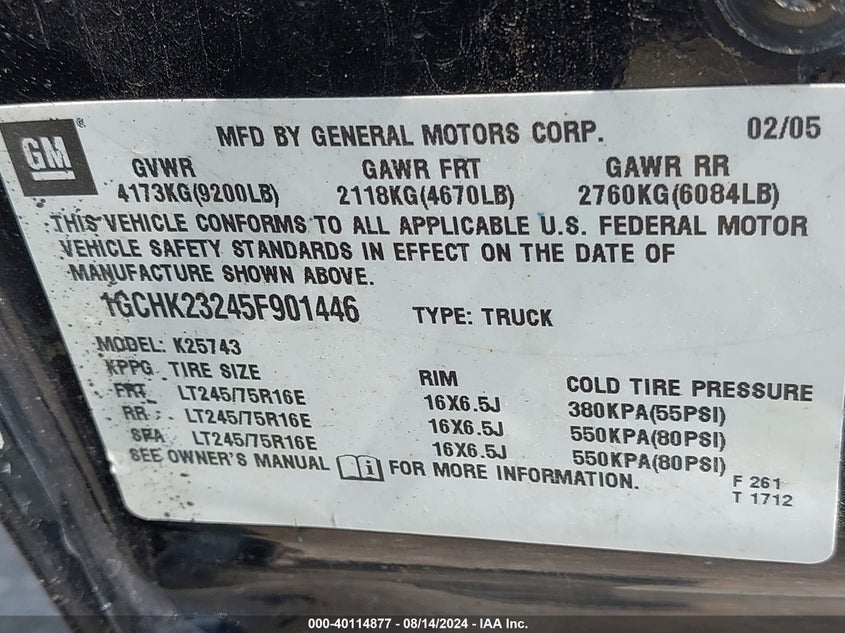 GM ®
MFD BY GENERAL MOTORS CORP. 02/05
GVWR GAWR FRT GAWR RR
4173KG(9200LB) 2118KG(4670LB) 2760KG(6084LB)
THIS VEHICLE CONFORMS TO ALL APPLICABLE U.S. FEDERAL MOTOR
VEHICLE SAFETY STANDARDS IN EFFECT ON THE DATE OF
MANUFACTURE SHOWN ABOVE.
1GCHK23245F901446 TYPE: TRUCK
MODEL: K25743
KPPG TIRE SIZE RIM COLD TIRE PRESSURE
FRT LT245/75R16E 16X6.5J 380KPA(55PSI)
RR LT245/75R16E 16X6.5J 550KPA(80PSI)
SPA LT245/75R16E 16X6.5J 550KPA(80PSI)
SEE OWNER'S MANUAL i FOR MORE INFORMATION.
F 261
T 1712
000-40114877 - 08/14/2024 - IAA Inc.